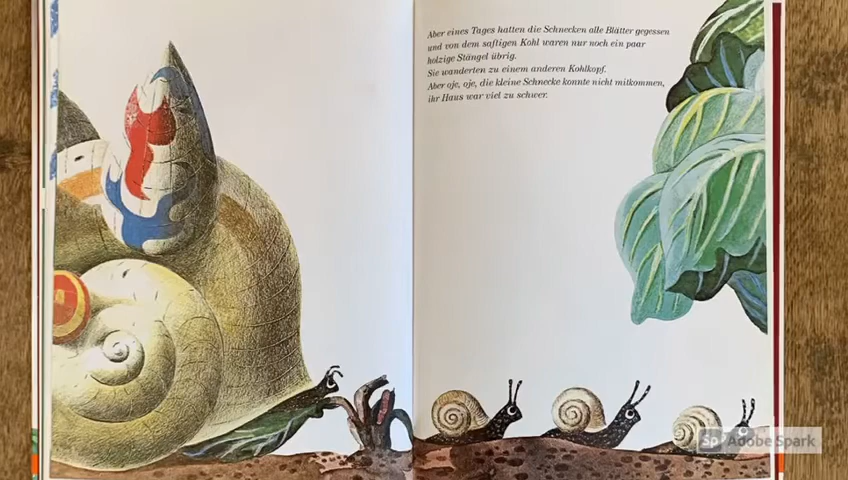 Aber eines Tages hatten die Schnecken alle Blätter gegessen
und von dem saftigen Kohl waren nur noch ein paar
holzige Stängel übrig.
Sie wanderten zu einem anderen Kohlkopf.
Aber oje, oje, die kleine Schnecke konnte nicht mitkommen,
ihr Haus war viel zu schwer.
Sp Adobe Spark